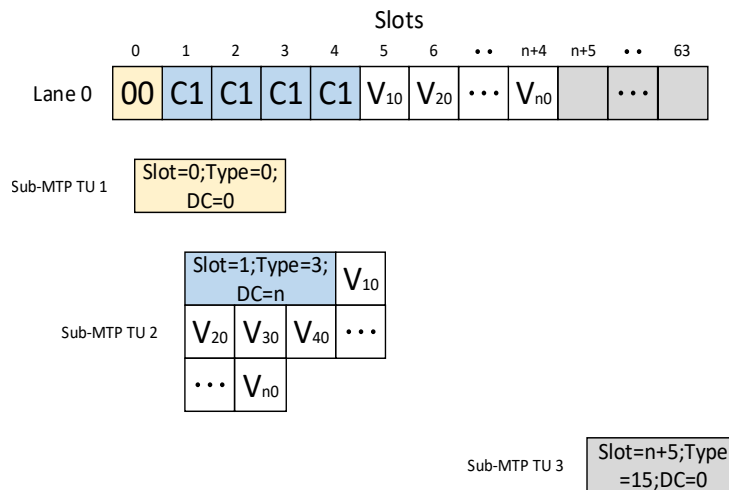 Slots
0 1 2 3 4 5 6 •• n+4 n+5 •• 63
Lane 0 00 C1 C1 C1 C1 V10 V20 ••• Vn0 •••
Sub-MTP TU 1
Slot=0;Type=0;
DC=0
Slot=1;Type=3;
DC=n
V10
Sub-MTP TU 2
V20 V30 V40 •••
••• Vn0
Sub-MTP TU 3
Slot=n+5;Type
=15;DC=0